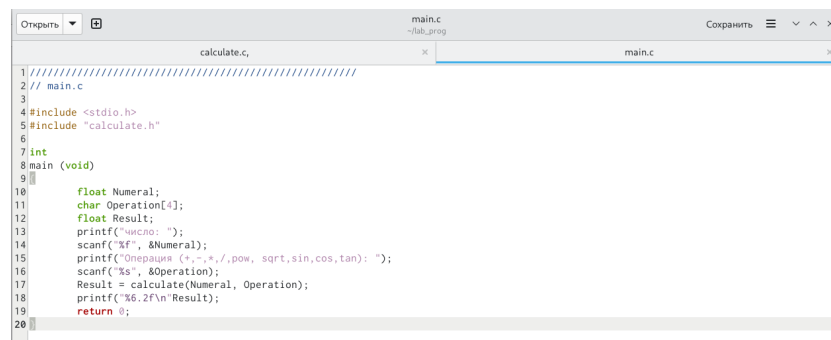 Открыть
main.c
~/lab_prog
Сохранить
calculate.c,
main.c
1 ////////////////////////////////////////////////////////
2 // main.c
3
4 #include <stdio.h>
5 #include "calculate.h"
6
7 int
8 main (void)
9 {
10 float Numeral;
11 char Operation[4];
12 float Result;
13 printf("число: ");
14 scanf("%f", &Numeral);
15 printf("Операция (+,-,*,/,pow, sqrt,sin,cos,tan): ");
16 scanf("%s", &Operation);
17 Result = calculate(Numeral, Operation);
18 printf("%6.2f\n"Result);
19 return 0;
20 }